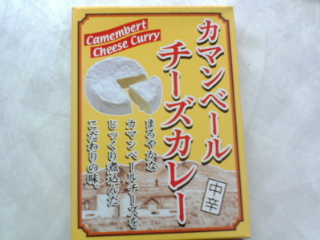 Camembert
Cheese Curry
カマンベール
チーズカレー
中辛
まろやかな
カマンベールチーズを
じっくり煮込んだ
こだわりの味。